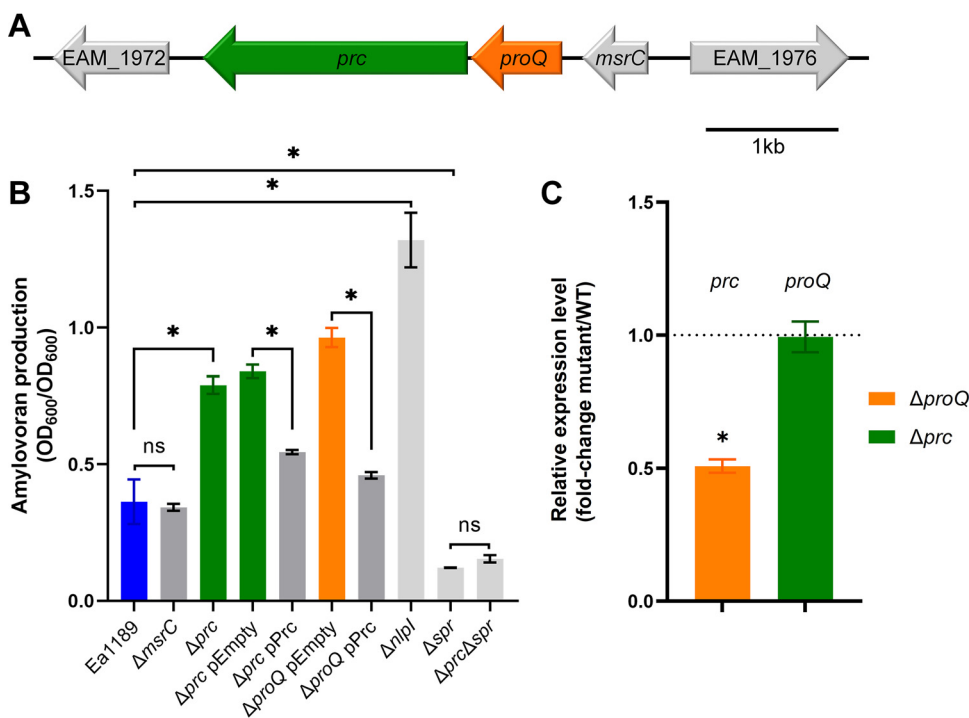 A
EAM_1972
prc
proQ
msrC
EAM_1976
1kb
B
Amylovoran production
(OD600/OD600)
1.5
1.0
0.5
0.0
*
*
*
*
*
ns
ns
Ea1189
ΔmsrC
Δprc
Δprc pEmpty
Δprc pPrc
ΔproQ pEmpty
ΔproQ pPrc
ΔnlpI
Δspr
ΔprcΔspr
C
Relative expression level
(fold-change mutant/WT)
1.5
1.0
0.5
0.0
prc
proQ
*
ΔproQ
Δprc